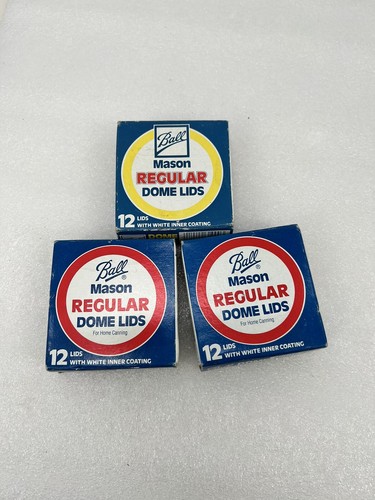 Ball
Mason
REGULAR
DOME LIDS
12 LIDS
WITH WHITE INNER COATING
DOME
Ball®
Mason
REGULAR
DOME LIDS
For Home Canning
12 LIDS
WITH WHITE INNER COATING
Ball®
Mason
REGULAR
DOME LIDS
For Home Canning
12 LIDS
WITH WHITE INNER COATING